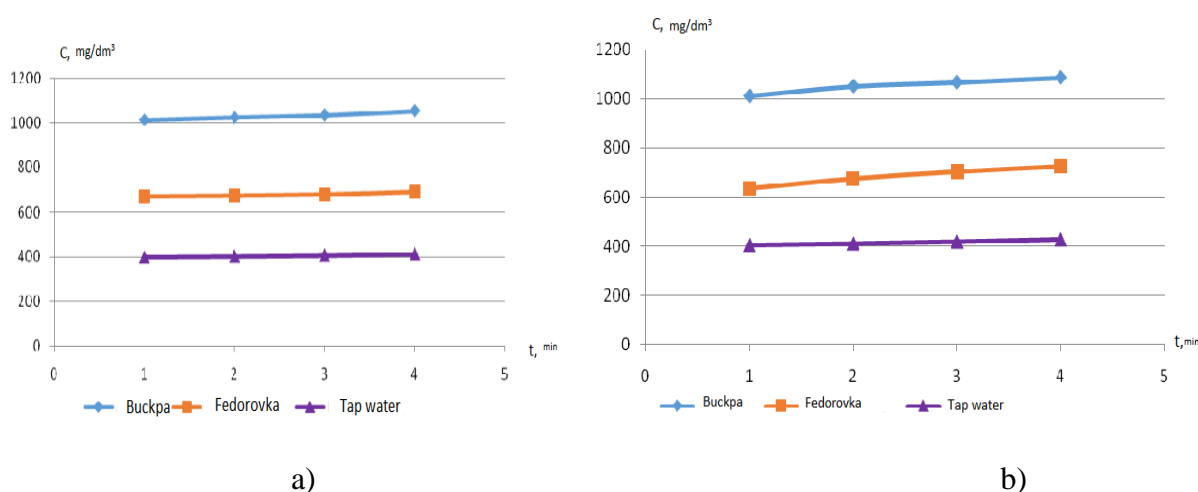 C, mg/dm³
1200
1000
800
600
400
200
0
0 1 2 3 4 5
t, min
Buckpa Fedorovka Tap water
a)
C, mg/dm³
1200
1000
800
600
400
200
0
0 1 2 3 4 5
t,min
Buckpa Fedorovka Tap water
b)